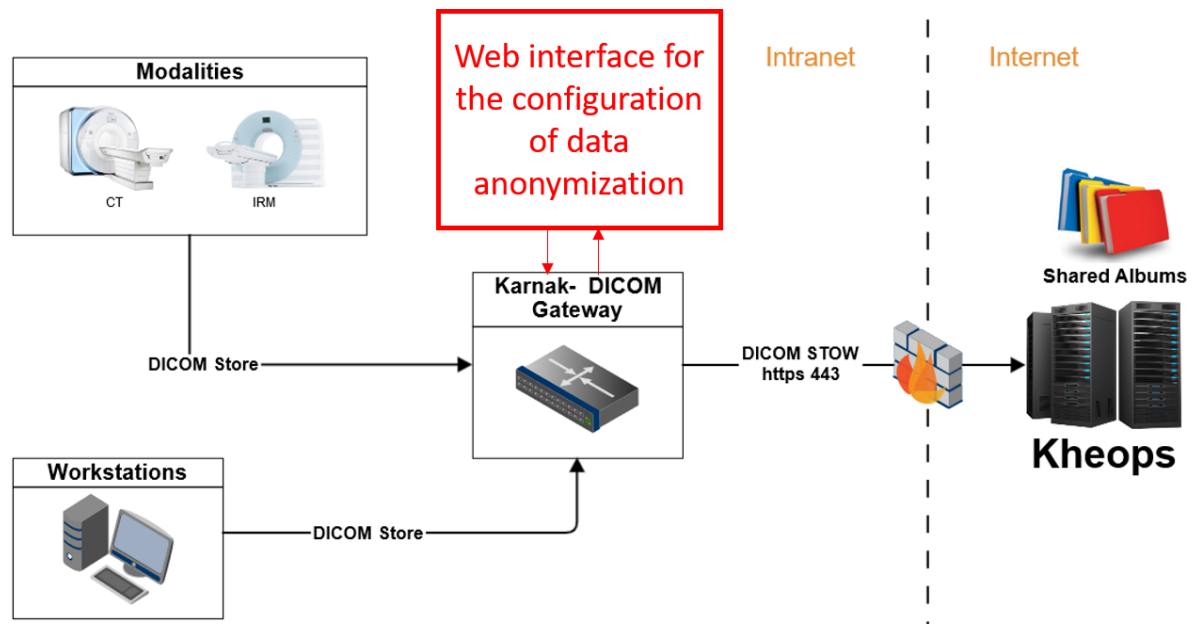 Modalities
CT
IRM
Web interface for
the configuration
of data
anonymization
Intranet
Internet
Shared Albums
Karnak- DICOM
Gateway
DICOM Store
DICOM STOW
https 443
Kheops
Workstations
DICOM Store